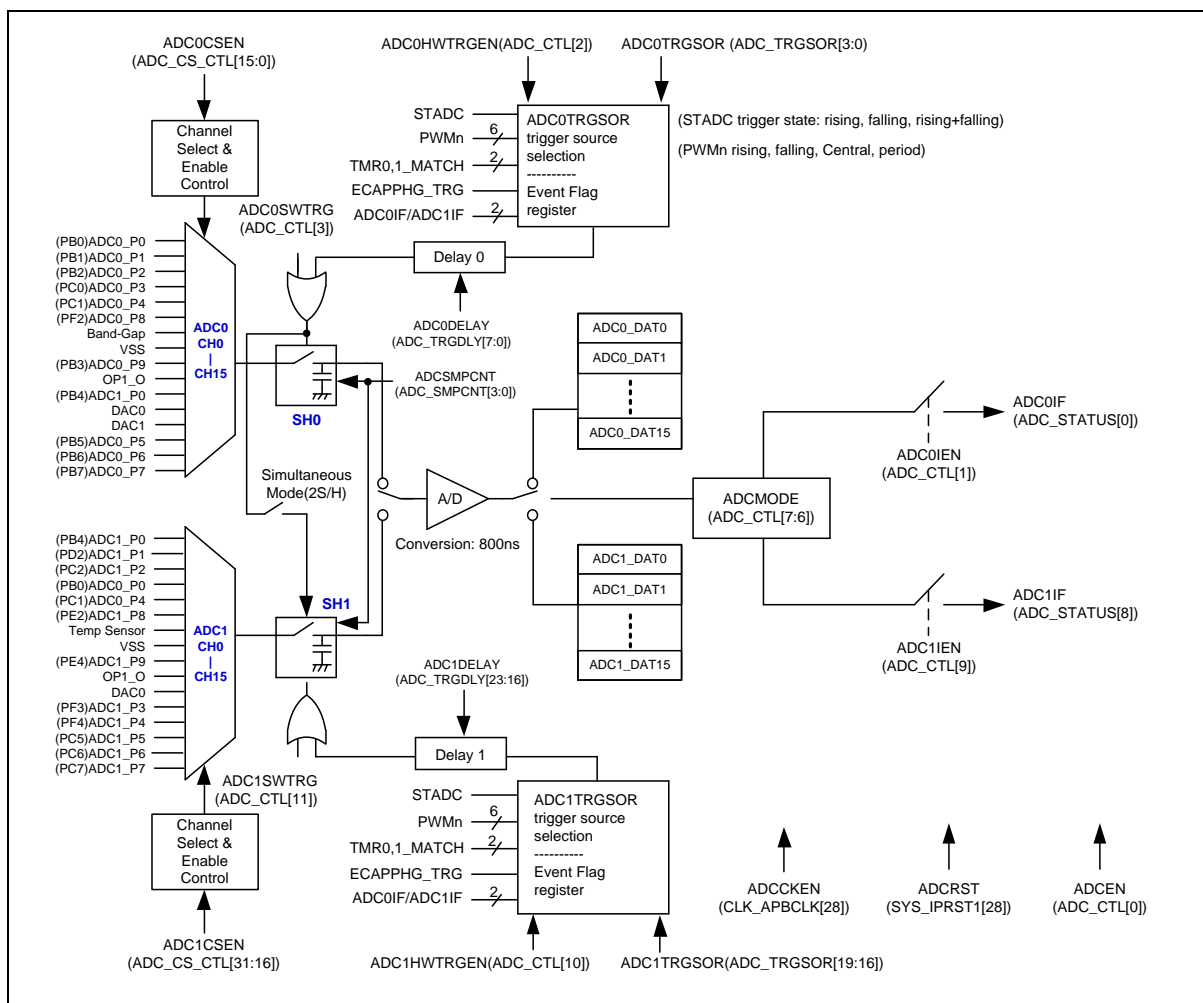 ADC0CSEN
(ADC_CS_CTL[15:0])
Channel
Select &
Enable
Control
ADC0HWTRGEN(ADC_CTL[2])
ADC0TRGSOR (ADC_TRGSOR[3:0)
STADC
PWMn
6
TMR0,1_MATCH
2
ECAPPHG_TRG
ADC0IF/ADC1IF
2
ADC0TRGSOR
trigger source
selection
----------
Event Flag
register
(STADC trigger state: rising, falling, rising+falling)
(PWMn rising, falling, Central, period)
ADC0SWTRG
(ADC_CTL[3])
Delay 0
ADC0DELAY
(ADC_TRGDLY[7:0])
(PB0)ADC0_P0
(PB1)ADC0_P1
(PB2)ADC0_P2
(PC0)ADC0_P3
(PC1)ADC0_P4
(PF2)ADC0_P8
Band-Gap
VSS
(PB3)ADC0_P9
OP1_O
(PB4)ADC1_P0
DAC0
DAC1
(PB5)ADC0_P5
(PB6)ADC0_P6
(PB7)ADC0_P7
ADC0
CH0
|
CH15
SH0
ADCSMPCNT
(ADC_SMPCNT[3:0])
Simultaneous
Mode(2S/H)
A/D
Conversion: 800ns
ADC0_DAT0
ADC0_DAT1
ADC0_DAT15
ADCMODE
(ADC_CTL[7:6])
ADC0IEN
(ADC_CTL[1])
ADC0IF
(ADC_STATUS[0])
(PB4)ADC1_P0
(PD2)ADC1_P1
(PC2)ADC1_P2
(PB0)ADC0_P0
(PC1)ADC0_P4
(PE2)ADC1_P8
Temp Sensor
VSS
(PE4)ADC1_P9
OP1_O
DAC0
(PF3)ADC1_P3
(PF4)ADC1_P4
(PC5)ADC1_P5
(PC6)ADC1_P6
(PC7)ADC1_P7
ADC1
CH0
|
CH15
SH1
ADC1_DAT0
ADC1_DAT1
ADC1_DAT15
ADC1IEN
(ADC_CTL[9])
ADC1IF
(ADC_STATUS[8])
ADC1DELAY
(ADC_TRGDLY[23:16])
Delay 1
ADC1SWTRG
(ADC_CTL[11])
Channel
Select &
Enable
Control
ADC1CSEN
(ADC_CS_CTL[31:16])
STADC
PWMn
6
TMR0,1_MATCH
2
ECAPPHG_TRG
ADC0IF/ADC1IF
2
ADC1TRGSOR
trigger source
selection
----------
Event Flag
register
ADC1HWTRGEN(ADC_CTL[10])
ADC1TRGSOR(ADC_TRGSOR[19:16])
ADCCKEN
(CLK_APBCLK[28])
ADCRST
(SYS_IPRST1[28])
ADCEN
(ADC_CTL[0])